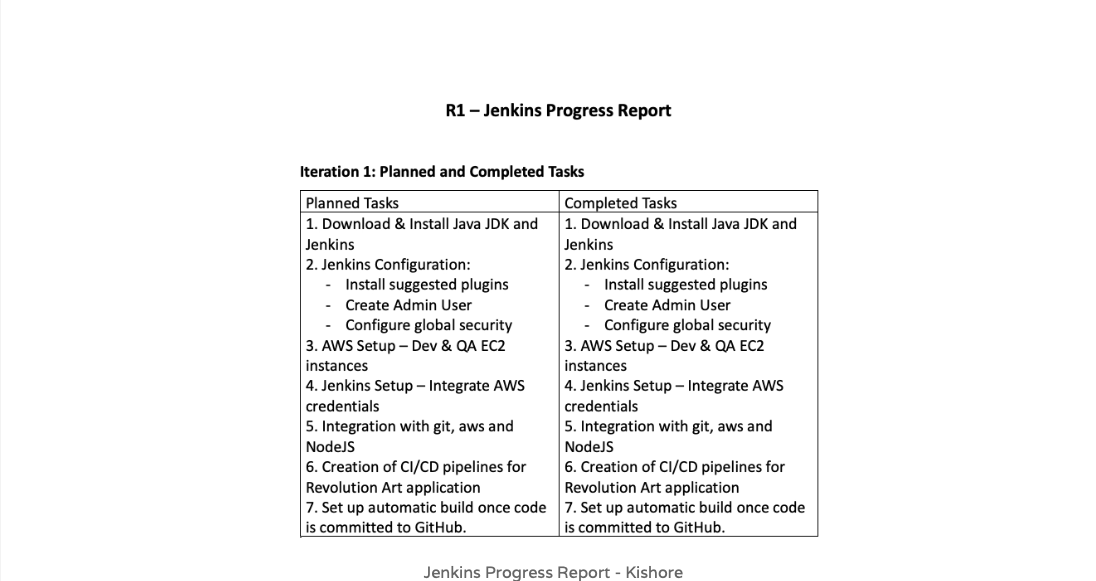 R1 – Jenkins Progress Report
Iteration 1: Planned and Completed Tasks
Planned Tasks
1. Download & Install Java JDK and
Jenkins
2. Jenkins Configuration:
- Install suggested plugins
- Create Admin User
- Configure global security
3. AWS Setup – Dev & QA EC2
instances
4. Jenkins Setup – Integrate AWS
credentials
5. Integration with git, aws and
NodeJS
6. Creation of CI/CD pipelines for
Revolution Art application
7. Set up automatic build once code
is committed to GitHub.
Completed Tasks
1. Download & Install Java JDK and
Jenkins
2. Jenkins Configuration:
- Install suggested plugins
- Create Admin User
- Configure global security
3. AWS Setup – Dev & QA EC2
instances
4. Jenkins Setup – Integrate AWS
credentials
5. Integration with git, aws and
NodeJS
6. Creation of CI/CD pipelines for
Revolution Art application
7. Set up automatic build once code
is committed to GitHub.
Jenkins Progress Report - Kishore